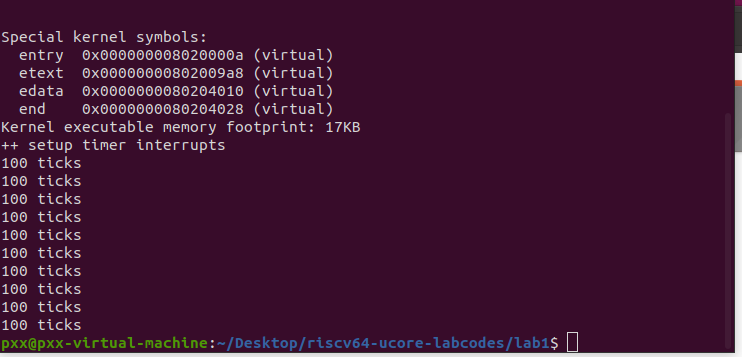 Special kernel symbols:
  entry  0x000000008020000a (virtual)
  etext  0x00000000802009a8 (virtual)
  edata  0x0000000080204010 (virtual)
  end    0x0000000080204028 (virtual)
Kernel executable memory footprint: 17KB
++ setup timer interrupts
100 ticks
100 ticks
100 ticks
100 ticks
100 ticks
100 ticks
100 ticks
100 ticks
100 ticks
100 ticks
pxx@pxx-virtual-machine:~/Desktop/riscv64-ucore-labcodes/lab1$